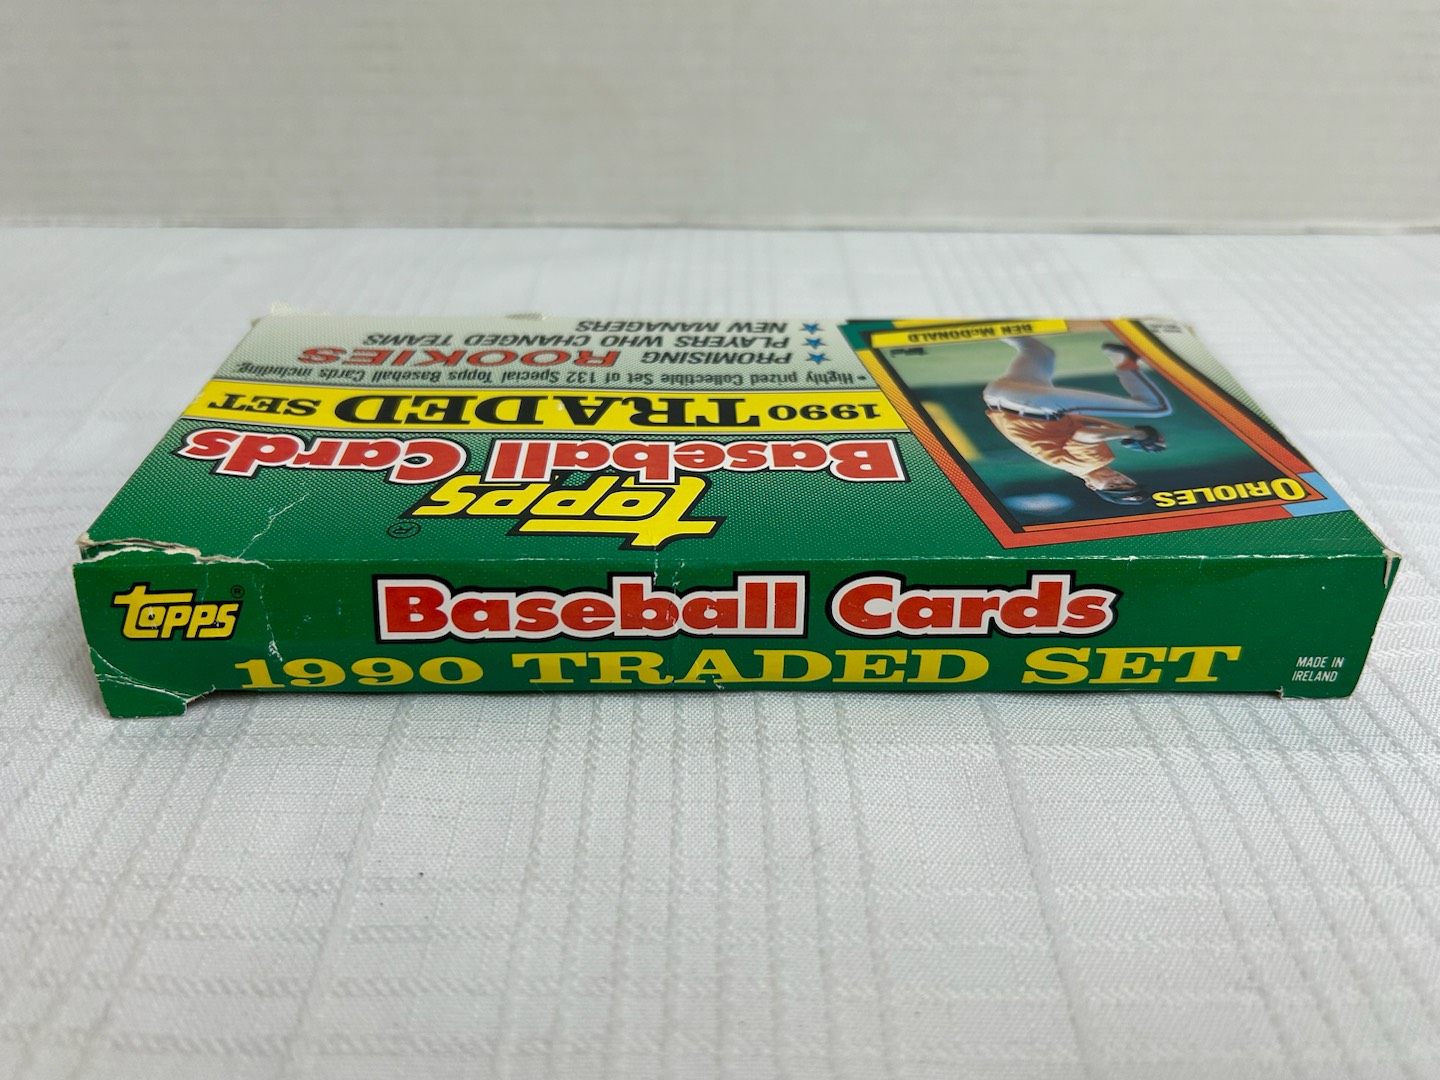 Topps®
Baseball Cards
1990 TRADED SET
• Highly prized Collectible Set of 132 Special Topps Baseball Cards including:
★ PROMISING ROOKIES
★ PLAYERS WHO CHANGED TEAMS
★ NEW MANAGERS
ORIOLES
Topps
BEN McDONALD
Topps®
Baseball Cards
1990 TRADED SET
MADE IN
IRELAND